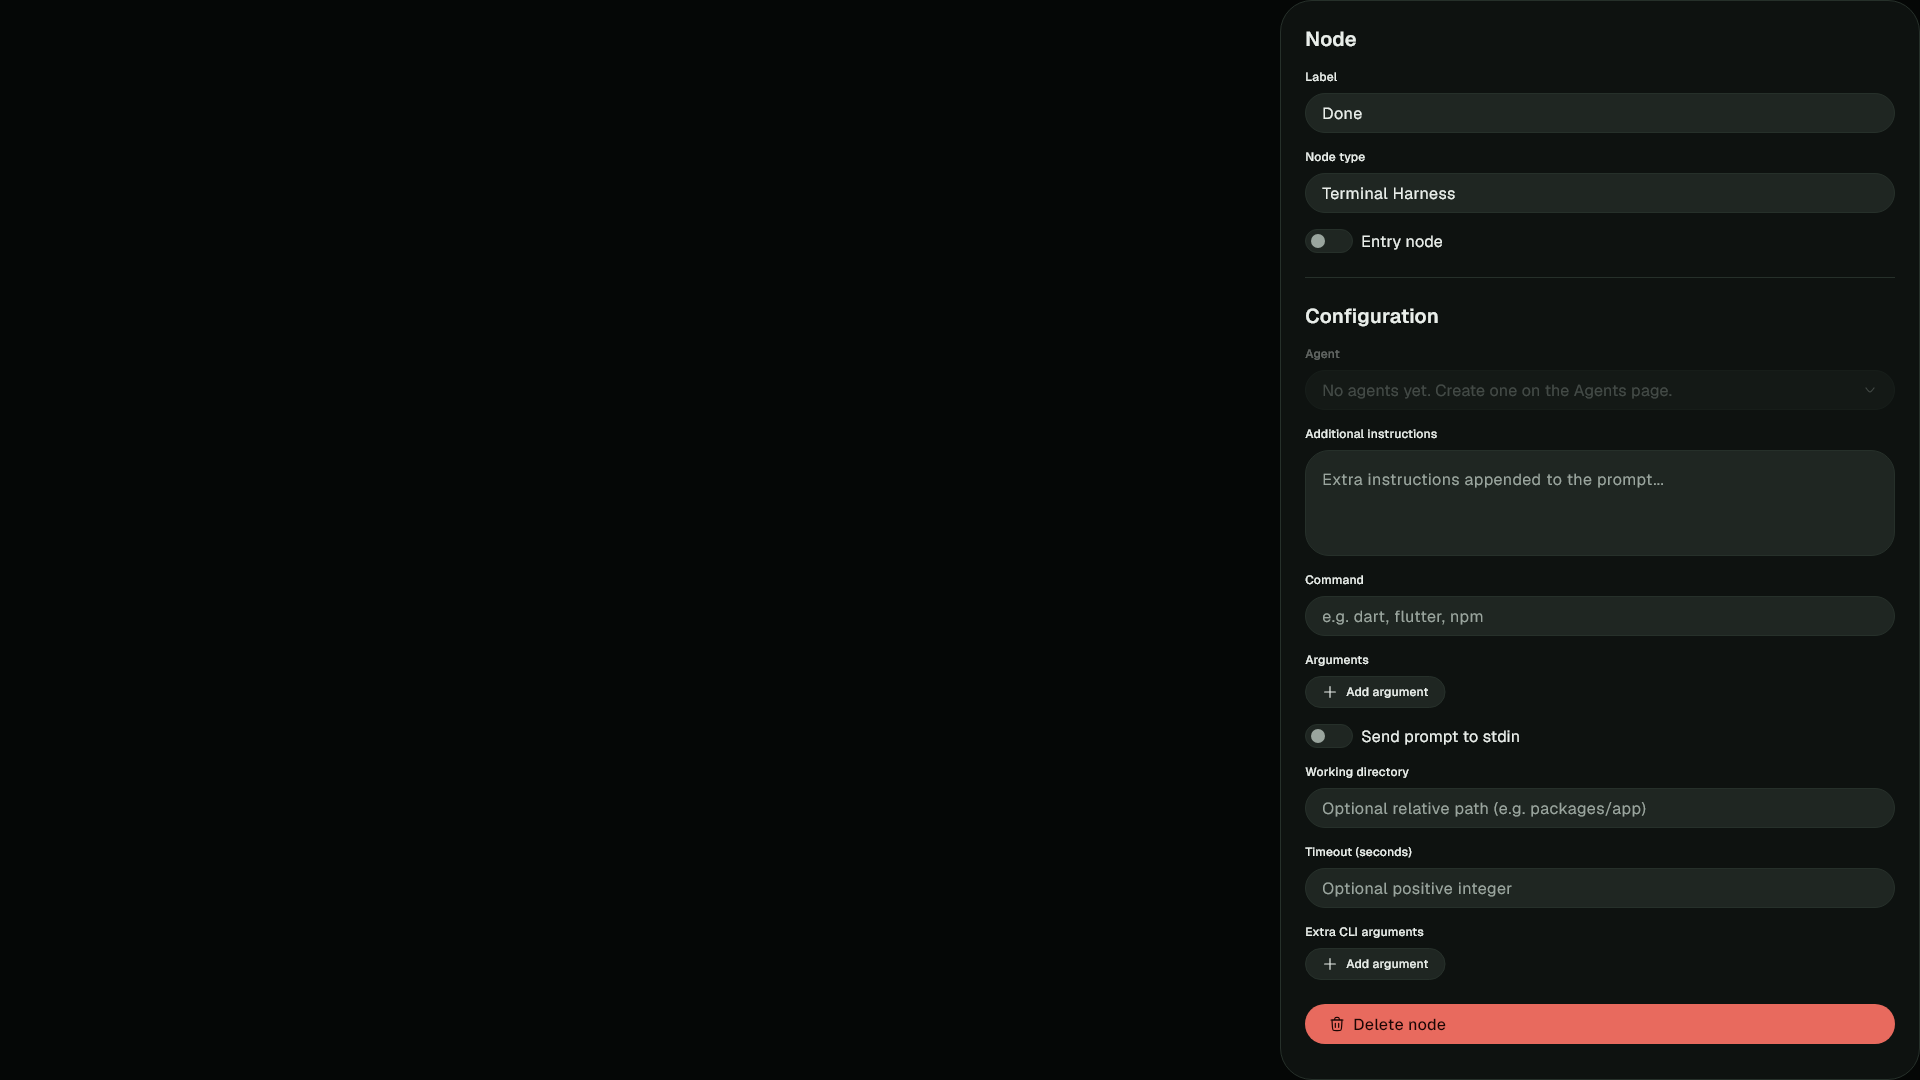 Node
Label
Done
Node type
Terminal Harness
Entry node
Configuration
Agent
No agents yet. Create one on the Agents page.
Additional instructions
Extra instructions appended to the prompt...
Command
e.g. dart, flutter, npm
Arguments
Add argument
Send prompt to stdin
Working directory
Optional relative path (e.g. packages/app)
Timeout (seconds)
Optional positive integer
Extra CLI arguments
Add argument
Delete node